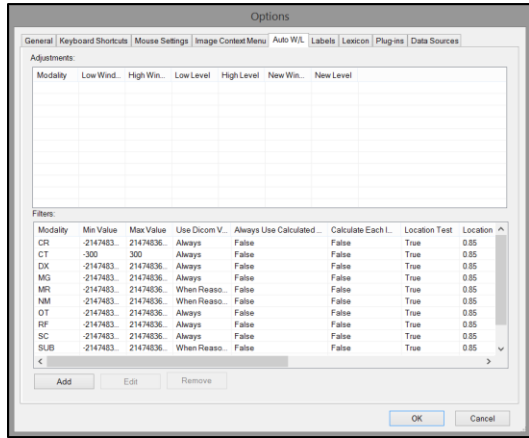 Options
General Keyboard Shortcuts Mouse Settings Image Context Menu Auto W/L Labels Lexicon Plug-ins Data Sources
Adjustments:
Modality Low Wind... High Win... Low Level High Level New Win... New Level
Filters:
Modality Min Value Max Value Use Dicom V... Always Use Calculated ... Calculate Each I... Location Test Location
CR -2147483... 21474836... Always False False True 0.85
CT -300 300 Always False False True 0.85
DX -2147483... 21474836... Always False False True 0.85
MG -2147483... 21474836... Always False False True 0.85
MR -2147483... 21474836... When Reaso... False False True 0.85
NM -2147483... 21474836... When Reaso... False False True 0.85
OT -2147483... 21474836... Always False False True 0.85
RF -2147483... 21474836... Always False False True 0.85
SC -2147483... 21474836... Always False False True 0.85
SUB -2147483... 21474836... When Reaso... False False True 0.85
Add Edit Remove
OK Cancel